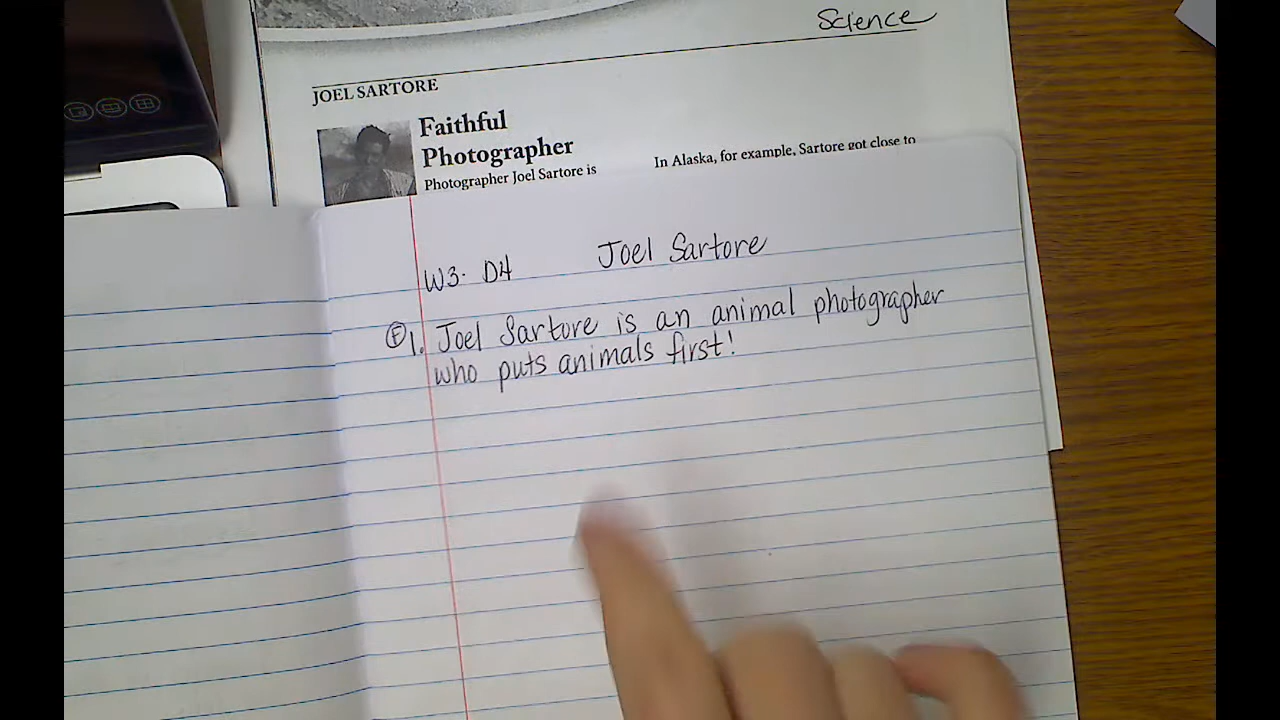 Science
JOEL SARTORE
Faithful
Photographer
Photographer Joel Sartore is
In Alaska, for example, Sartore got close to
W3. D4 Joel Sartore
Ⓕ1. Joel Sartore is an animal photographer
who puts animals first!